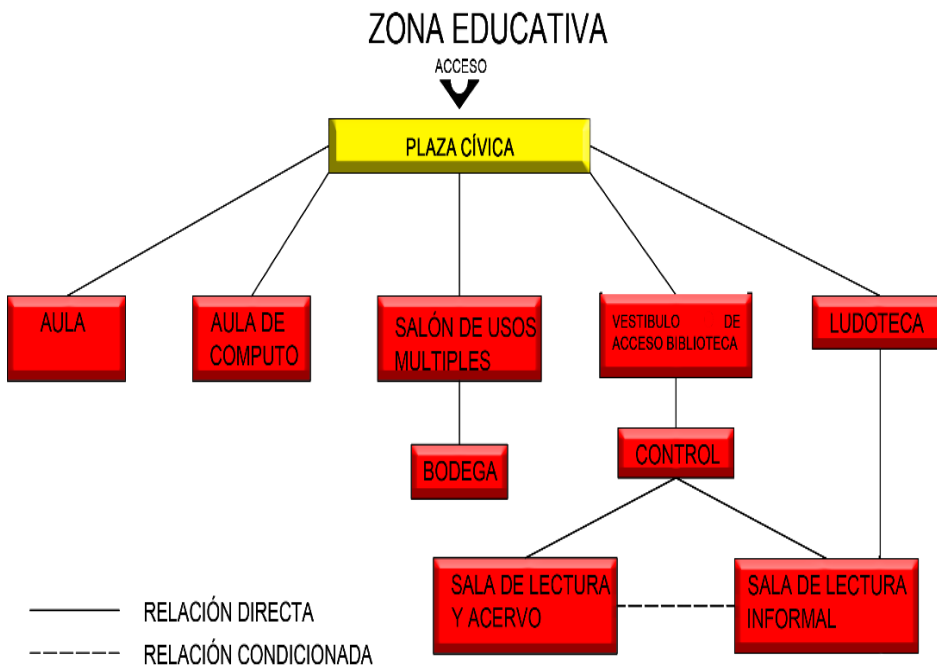 ZONA EDUCATIVA
ACCESO
PLAZA CÍVICA
AULA
AULA DE
COMPUTO
SALÓN DE USOS
MULTIPLES
VESTIBULO DE
ACCESO BIBLIOTECA
LUDOTECA
BODEGA
CONTROL
SALA DE LECTURA
Y ACERVO
SALA DE LECTURA
INFORMAL
RELACIÓN DIRECTA
RELACIÓN CONDICIONADA